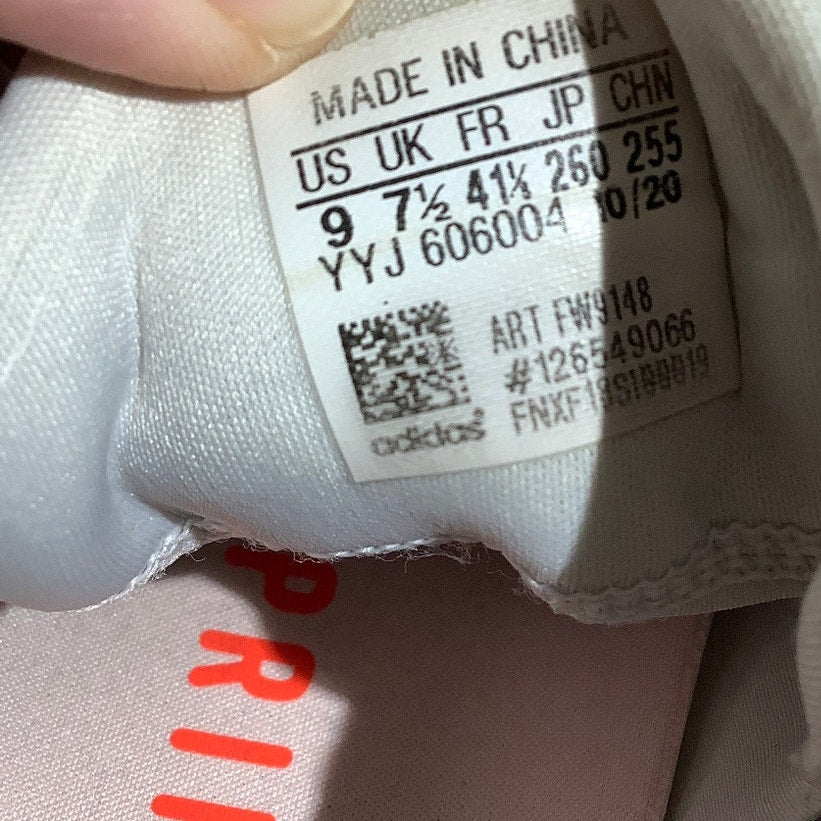 MADE IN CHINA
US UK FR JP CHN
9 7½ 41⅓ 260 255
YYJ 606004 10/20
ART FW9148
#126549066
adidas
PRII